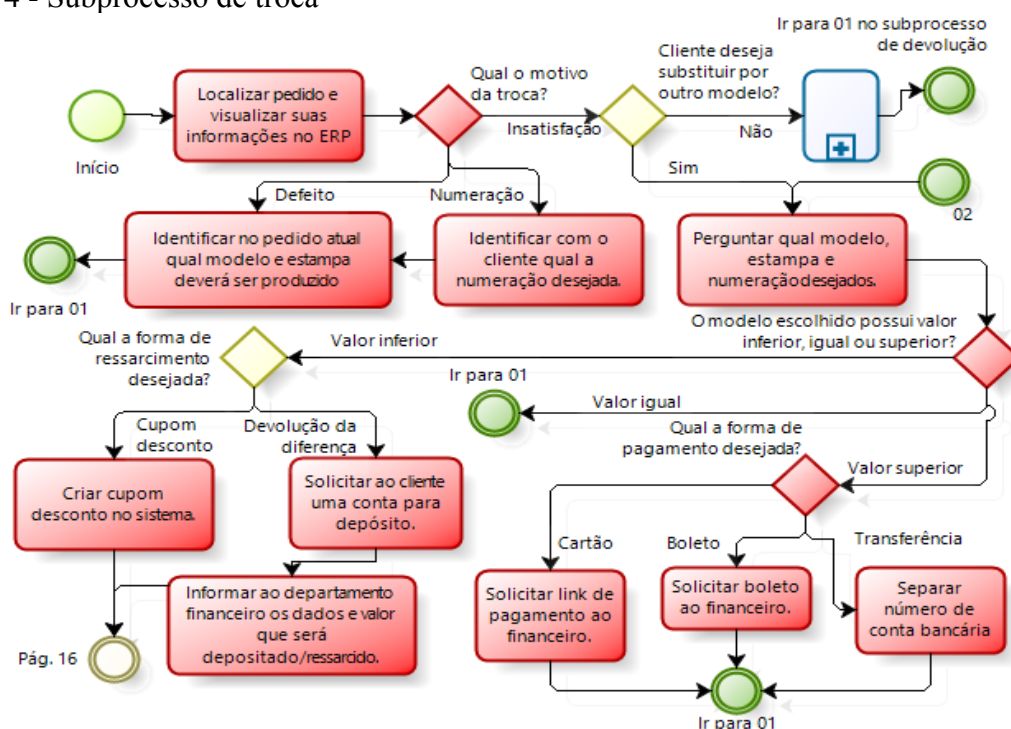 4 - Subprocesso de troca
Ir para 01 no subprocesso
de devolução
Cliente deseja
substituir por
outro modelo?
Qual o motivo
da troca?
Localizar pedido e
visualizar suas
informações no ERP
Insatisfação
Não
Início
Sim
Defeito
Numeração
02
Identificar no pedido atual
qual modelo e estampa
deverá ser produzido
Identificar com o
cliente qual a
numeração desejada.
Perguntar qual modelo,
estampa e
numeração desejados.
Ir para 01
O modelo escolhido possui valor
inferior, igual ou superior?
Qual a forma de
ressarcimento
desejada?
Valor inferior
Ir para 01
Valor igual
Cupom
desconto
Devolução da
diferença
Qual a forma de
pagamento desejada?
Valor superior
Criar cupom
desconto no sistema.
Solicitar ao cliente
uma conta para
depósito.
Cartão
Boleto
Transferência
Informar ao departamento
financeiro os dados e valor
que será
depositado/ressarcido.
Solicitar link de
pagamento ao
financeiro.
Solicitar boleto
ao financeiro.
Separar
número de
conta bancária
Pág. 16
Ir para 01